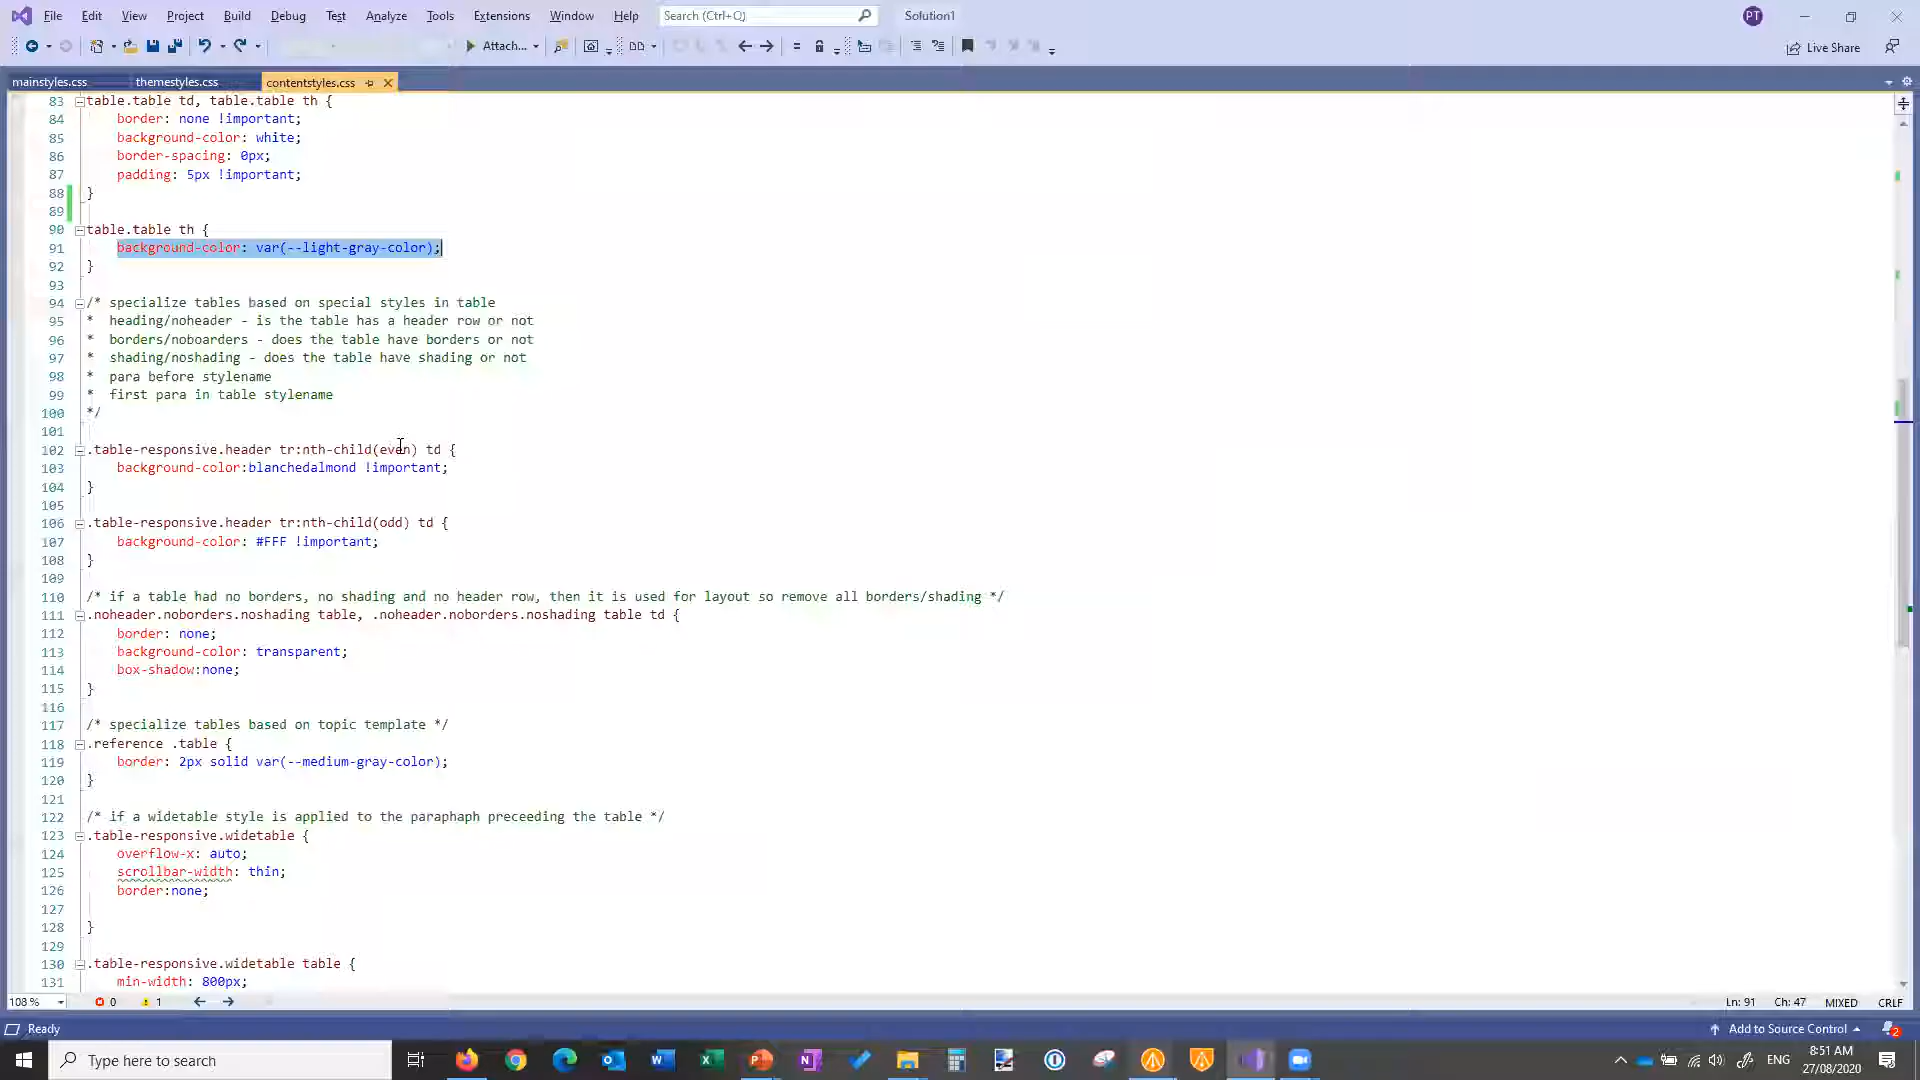 File Edit View Project Build Debug Test Analyze Tools Extensions Window Help Search (Ctrl+Q) Solution1 PT
Attach... Live Share
mainstyles.css themestyles.css contentstyles.css
83 table.table td, table.table th {
84 border: none !important;
85 background-color: white;
86 border-spacing: 0px;
87 padding: 5px !important;
88 }
89
90 table.table th {
91 background-color: var(--light-gray-color);
92 }
93
94 /* specialize tables based on special styles in table
95 * heading/noheader - is the table has a header row or not
96 * borders/noboarders - does the table have borders or not
97 * shading/noshading - does the table have shading or not
98 * para before stylename
99 * first para in table stylename
100 */
101
102 .table-responsive.header tr:nth-child(even) td {
103 background-color:blanchedalmond !important;
104 }
105
106 .table-responsive.header tr:nth-child(odd) td {
107 background-color: #FFF !important;
108 }
109
110 /* if a table had no borders, no shading and no header row, then it is used for layout so remove all borders/shading */
111 .noheader.noborders.noshading table, .noheader.noborders.noshading table td {
112 border: none;
113 background-color: transparent;
114 box-shadow:none;
115 }
116
117 /* specialize tables based on topic template */
118 .reference .table {
119 border: 2px solid var(--medium-gray-color);
120 }
121
122 /* if a widetable style is applied to the paraphaph preceeding the table */
123 .table-responsive.widetable {
124 overflow-x: auto;
125 scrollbar-width: thin;
126 border:none;
127
128 }
129
130 .table-responsive.widetable table {
131 min-width: 800px;
108 % 0 1 Ln: 91 Ch: 47 MIXED CRLF
Ready Add to Source Control 2
Type here to search ENG 8:51 AM
27/08/2020